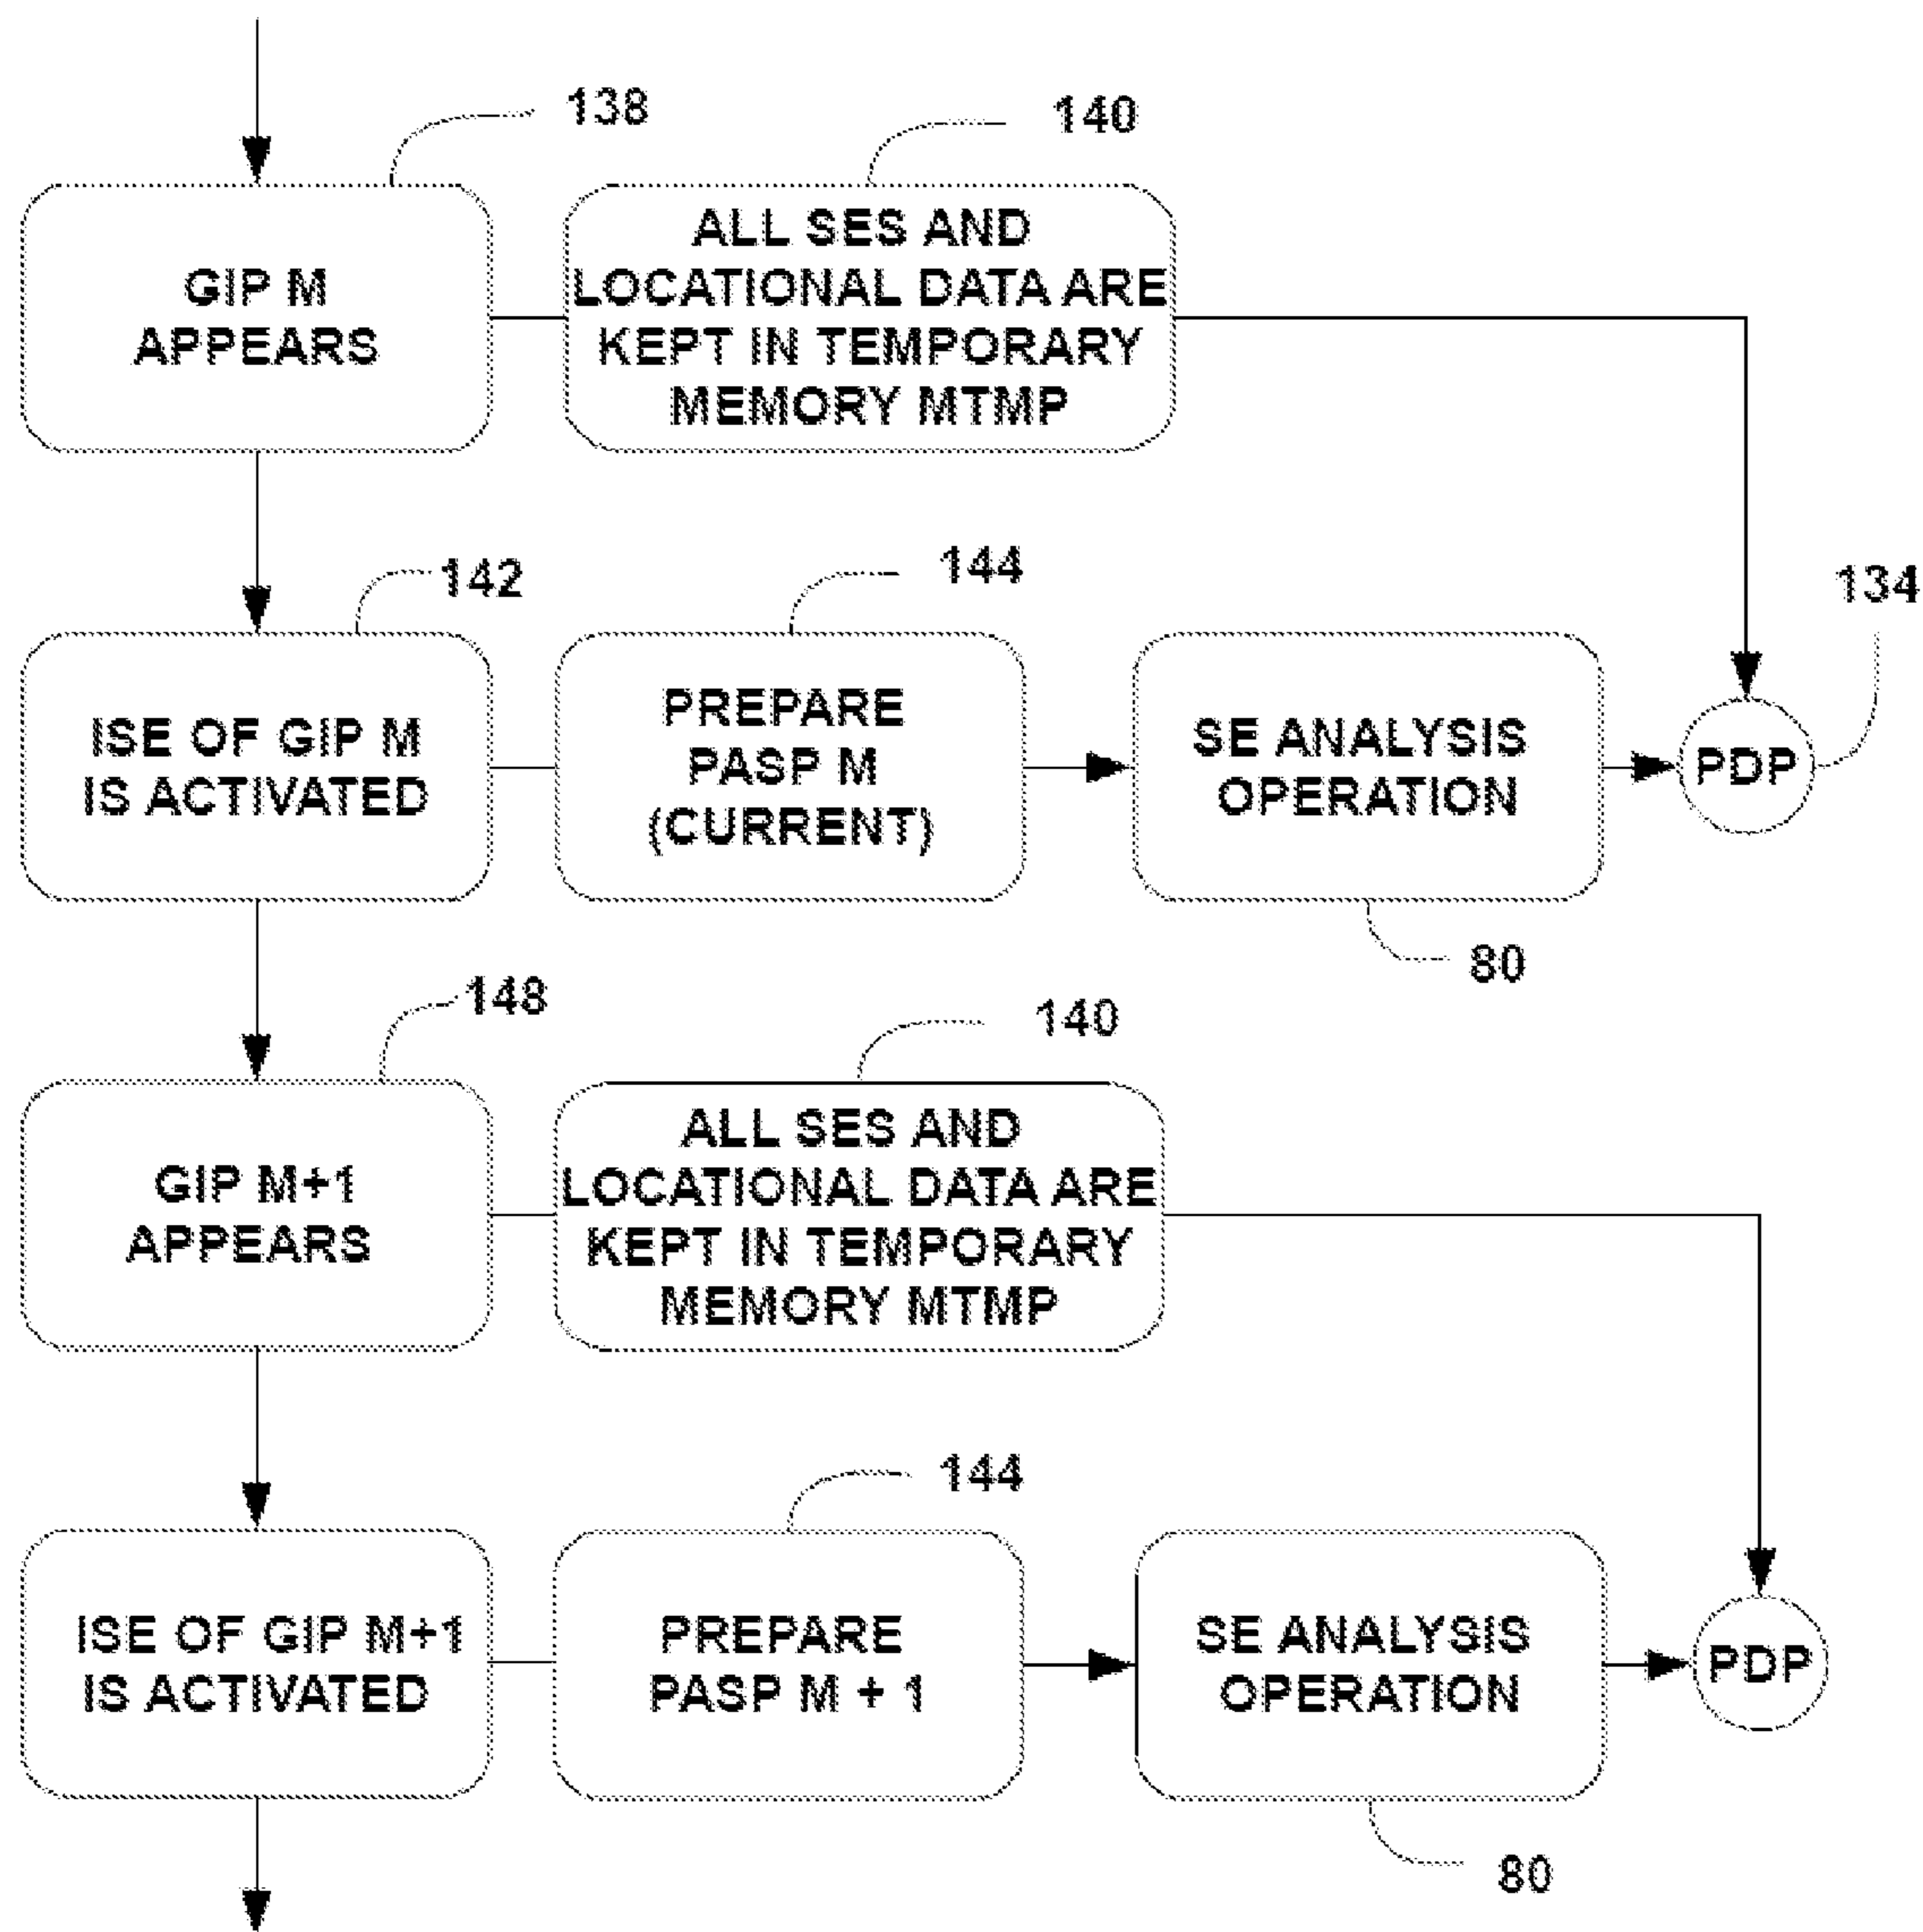 138
140
GIP M
APPEARS
ALL SES AND
LOCATIONAL DATA ARE
KEPT IN TEMPORARY
MEMORY MTMP
142
144
134
ISE OF GIP M
IS ACTIVATED
PREPARE
PASP M
(CURRENT)
SE ANALYSIS
OPERATION
PDP
80
148
140
GIP M+1
APPEARS
ALL SES AND
LOCATIONAL DATA ARE
KEPT IN TEMPORARY
MEMORY MTMP
144
ISE OF GIP M+1
IS ACTIVATED
PREPARE
PASP M + 1
SE ANALYSIS
OPERATION
PDP
80